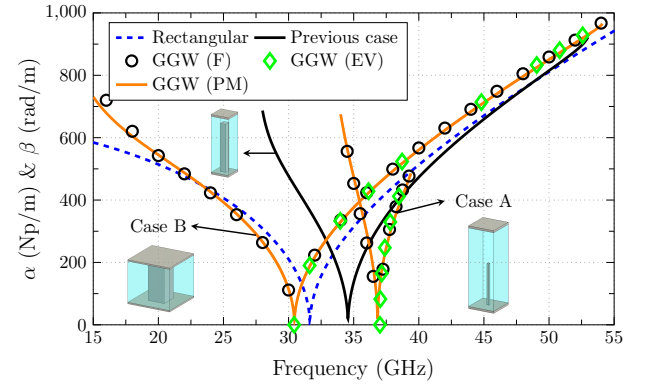 α (Np/m) & β (rad/m)
1,000
800
600
400
200
0
Rectangular
Previous case
GGW (F)
GGW (EV)
GGW (PM)
Case B
Case A
15 20 25 30 35 40 45 50 55
Frequency (GHz)